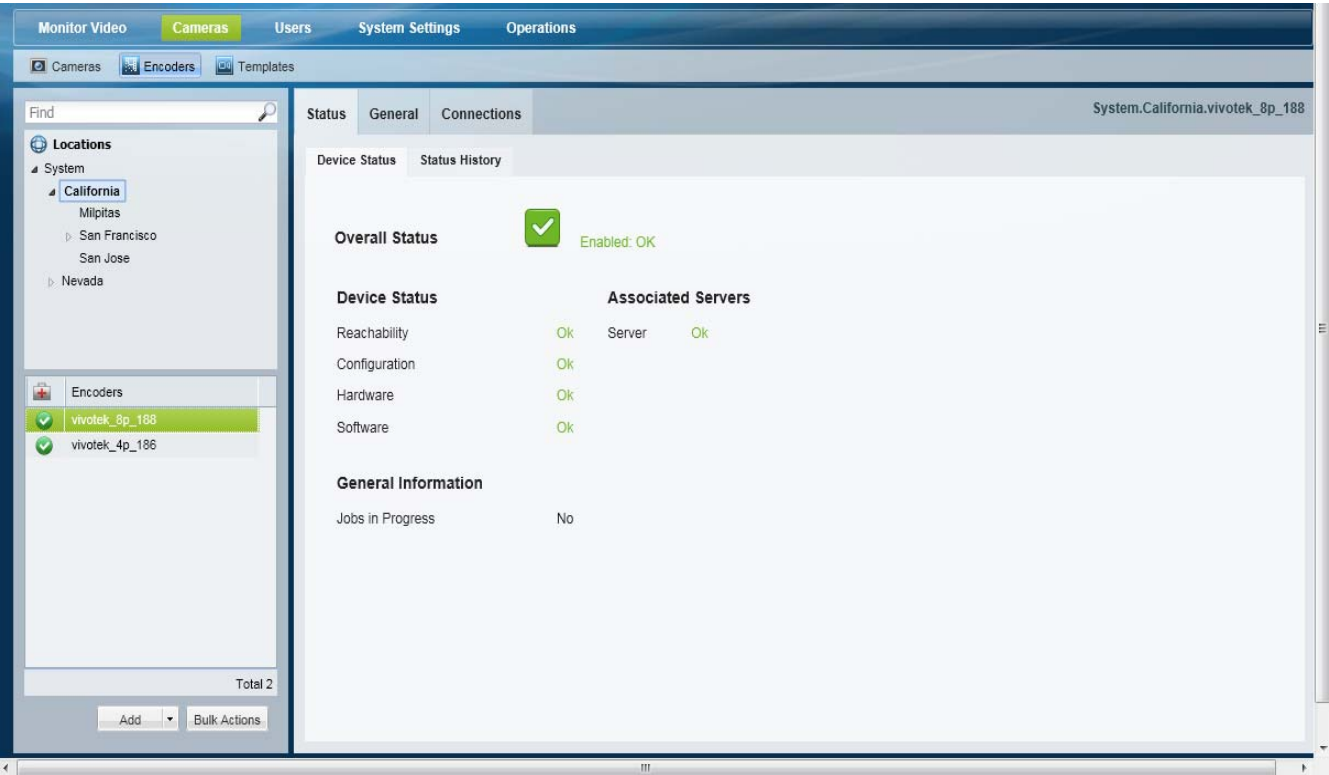 Monitor Video Cameras Users System Settings Operations
Cameras Encoders Templates
Find
Locations
System
California
Milpitas
San Francisco
San Jose
Nevada
Encoders
vivotek_8p_188
vivotek_4p_186
Total 2
Add Bulk Actions
Status General Connections
System.California.vivotek_8p_188
Device Status Status History
Overall Status Enabled: OK
Device Status Associated Servers
Reachability Ok Server Ok
Configuration Ok
Hardware Ok
Software Ok
General Information
Jobs in Progress No